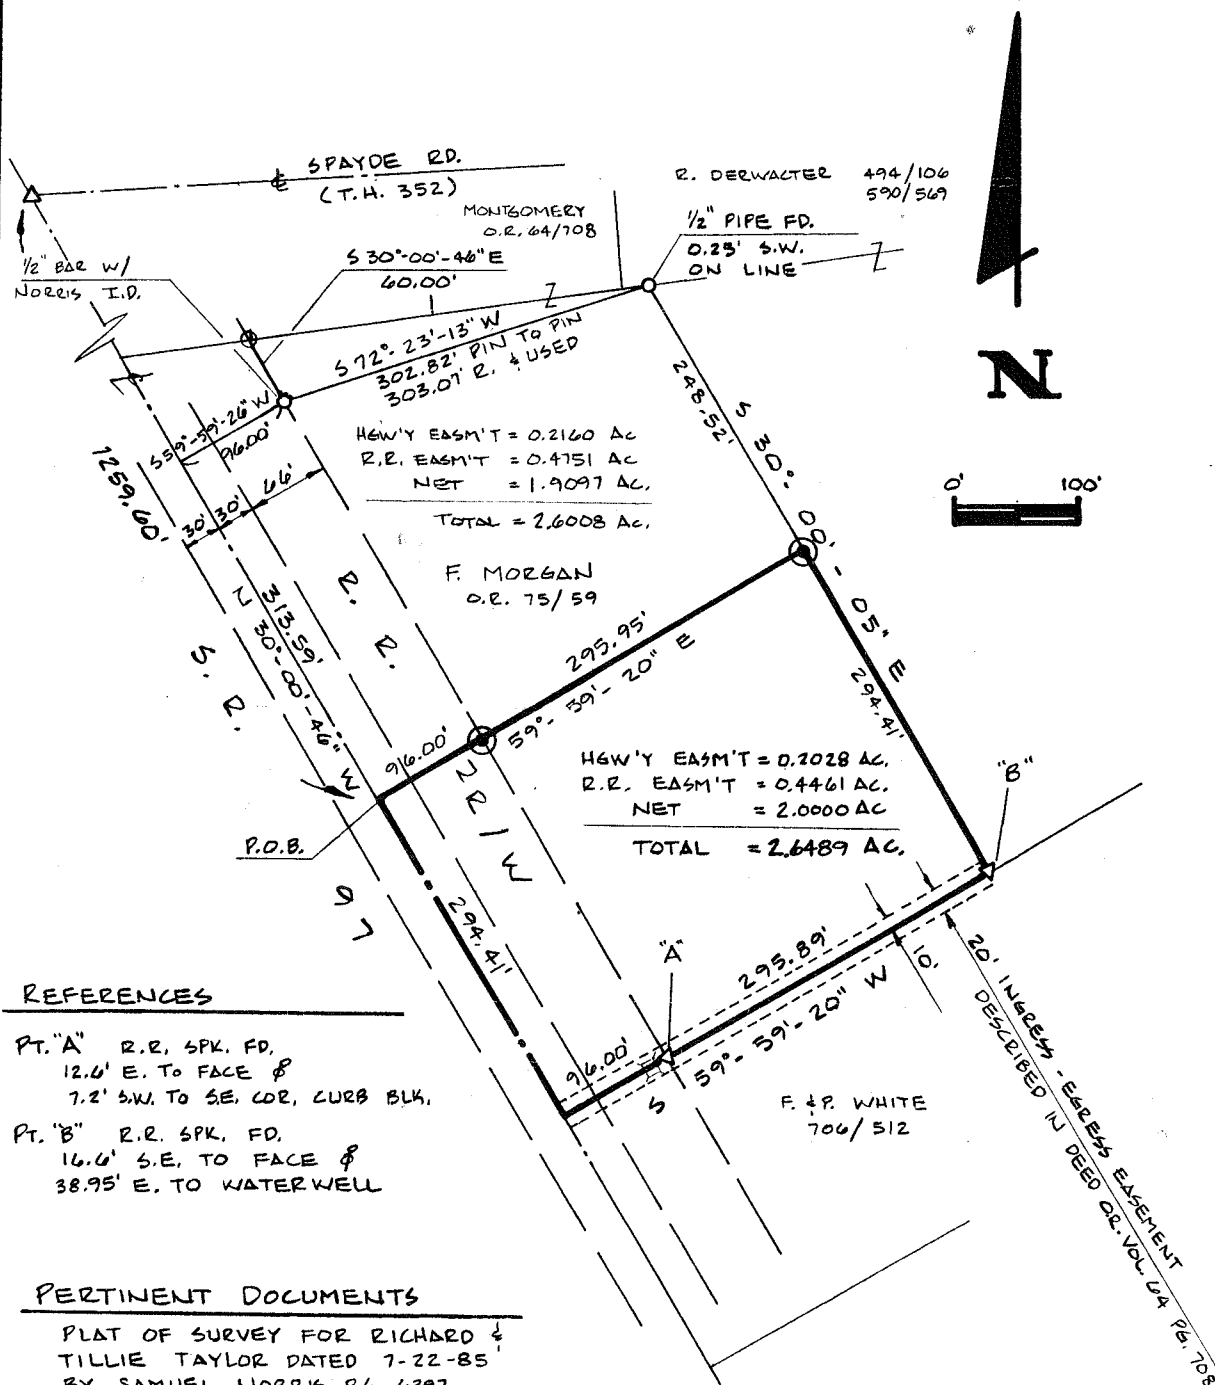 SPAYDE RD.
(T.H. 352)
R. DERWACTER 494/106
590/569
MONTGOMERY
O.R. 64/708
1/2" PIPE FD.
0.25' S.W.
ON LINE
1/2" BAR W/
NORRIS I.D.
S 30°-00'-46" E
60.00'
Z
Z
S 72°-23'-13" W
302.82' PIN TO PIN
303.07' R. & USED
S 59°-59'-26" W
96.00'
1259.60'
30' 30' 66'
248.52'
S 30°-00'-05" E
HGW'Y EASM'T = 0.2160 AC
R.R. EASM'T = 0.4751 AC
NET = 1.9097 AC.
TOTAL = 2.6008 AC.
F. MORGAN
O.R. 75/59
N
0' 100'
313.59'
N 30°-00'-46" W
R. R.
S. R. 97
R/W
295.95'
96.00'
N 59°-59'-20" E
294.41'
HGW'Y EASM'T = 0.2028 AC.
R.R. EASM'T = 0.4461 AC.
NET = 2.0000 AC
TOTAL = 2.6489 AC.
"B"
P.O.B.
294.41'
"A"
295.89'
96.00'
S 59°-59'-20" W
10'
20' INGRESS - EGRESS EASEMENT
DESCRIBED IN DEED O.R. VOL. 64 PG. 708
F. & P. WHITE
706/512
REFERENCES
PT. "A" R.R. SPK. FD.
12.6' E. TO FACE
7.2' S.W. TO S.E. COR. CURB BLK.
PT. "B" R.R. SPK. FD.
16.6' S.E. TO FACE
38.95' E. TO WATERWELL
PERTINENT DOCUMENTS
PLAT OF SURVEY FOR RICHARD &
TILLIE TAYLOR DATED 7-22-85
BY SAMUEL NORRIS